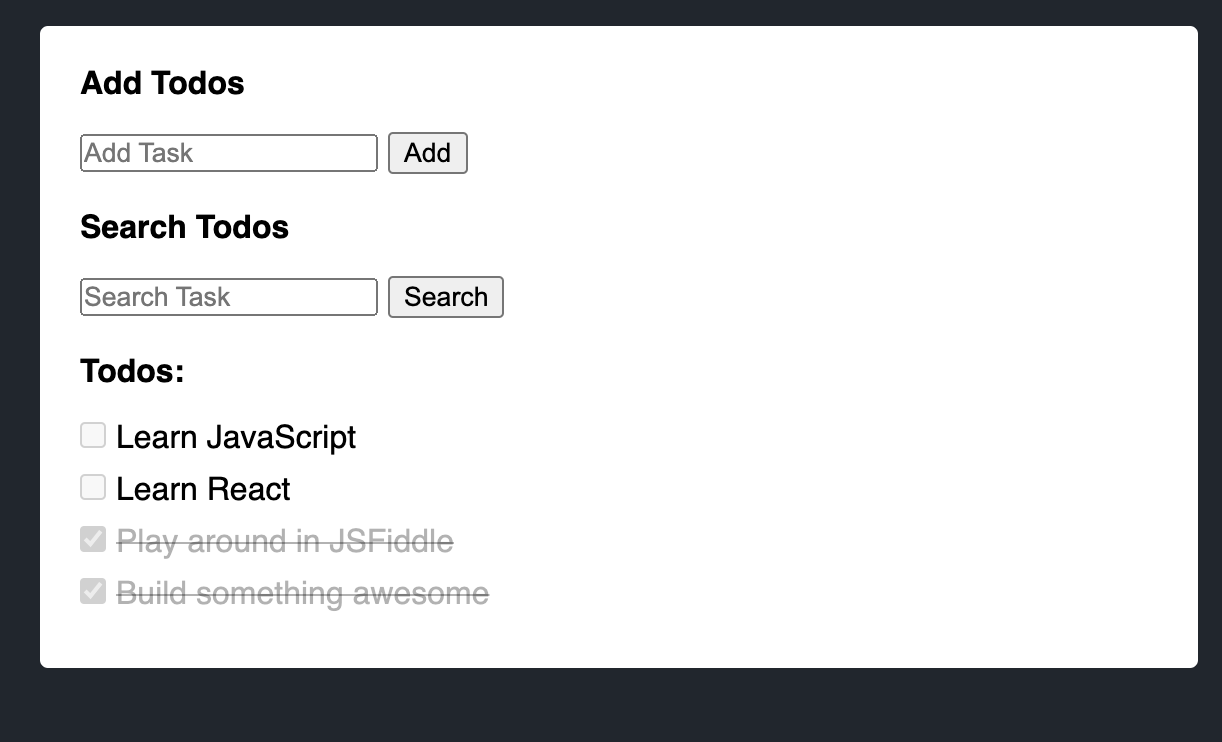 Add Todos
Add Task Add
Search Todos
Search Task Search
Todos:
Learn JavaScript
Learn React
Play around in JSFiddle
Build something awesome